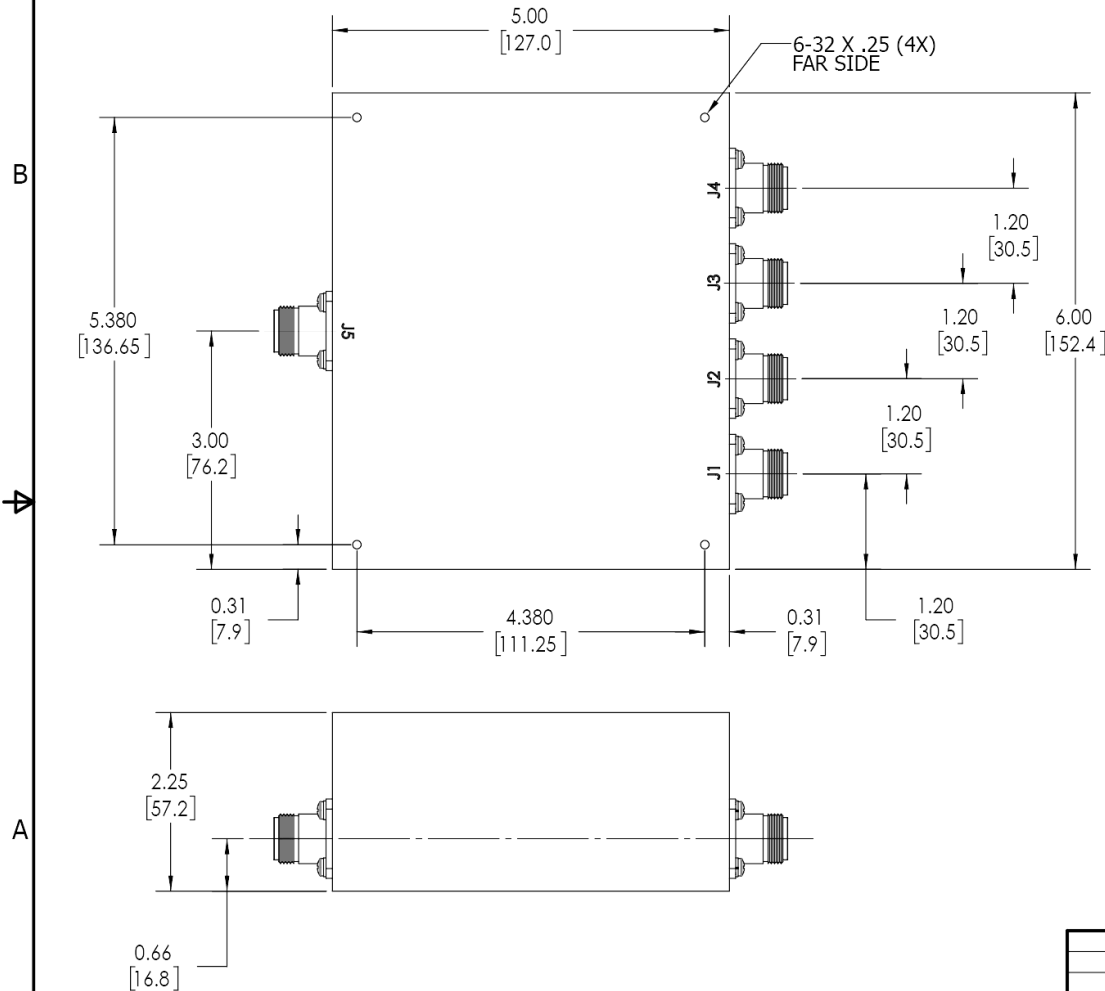 5.00
[127.0]
6-32 X .25 (4X)
FAR SIDE
B
J4
1.20
[30.5]
J3
5.380
[136.65]
J5
1.20
[30.5]
6.00
[152.4]
J2
1.20
[30.5]
3.00
[76.2]
J1
0.31
[7.9]
4.380
[111.25]
0.31
[7.9]
1.20
[30.5]
2.25
[57.2]
A
0.66
[16.8]